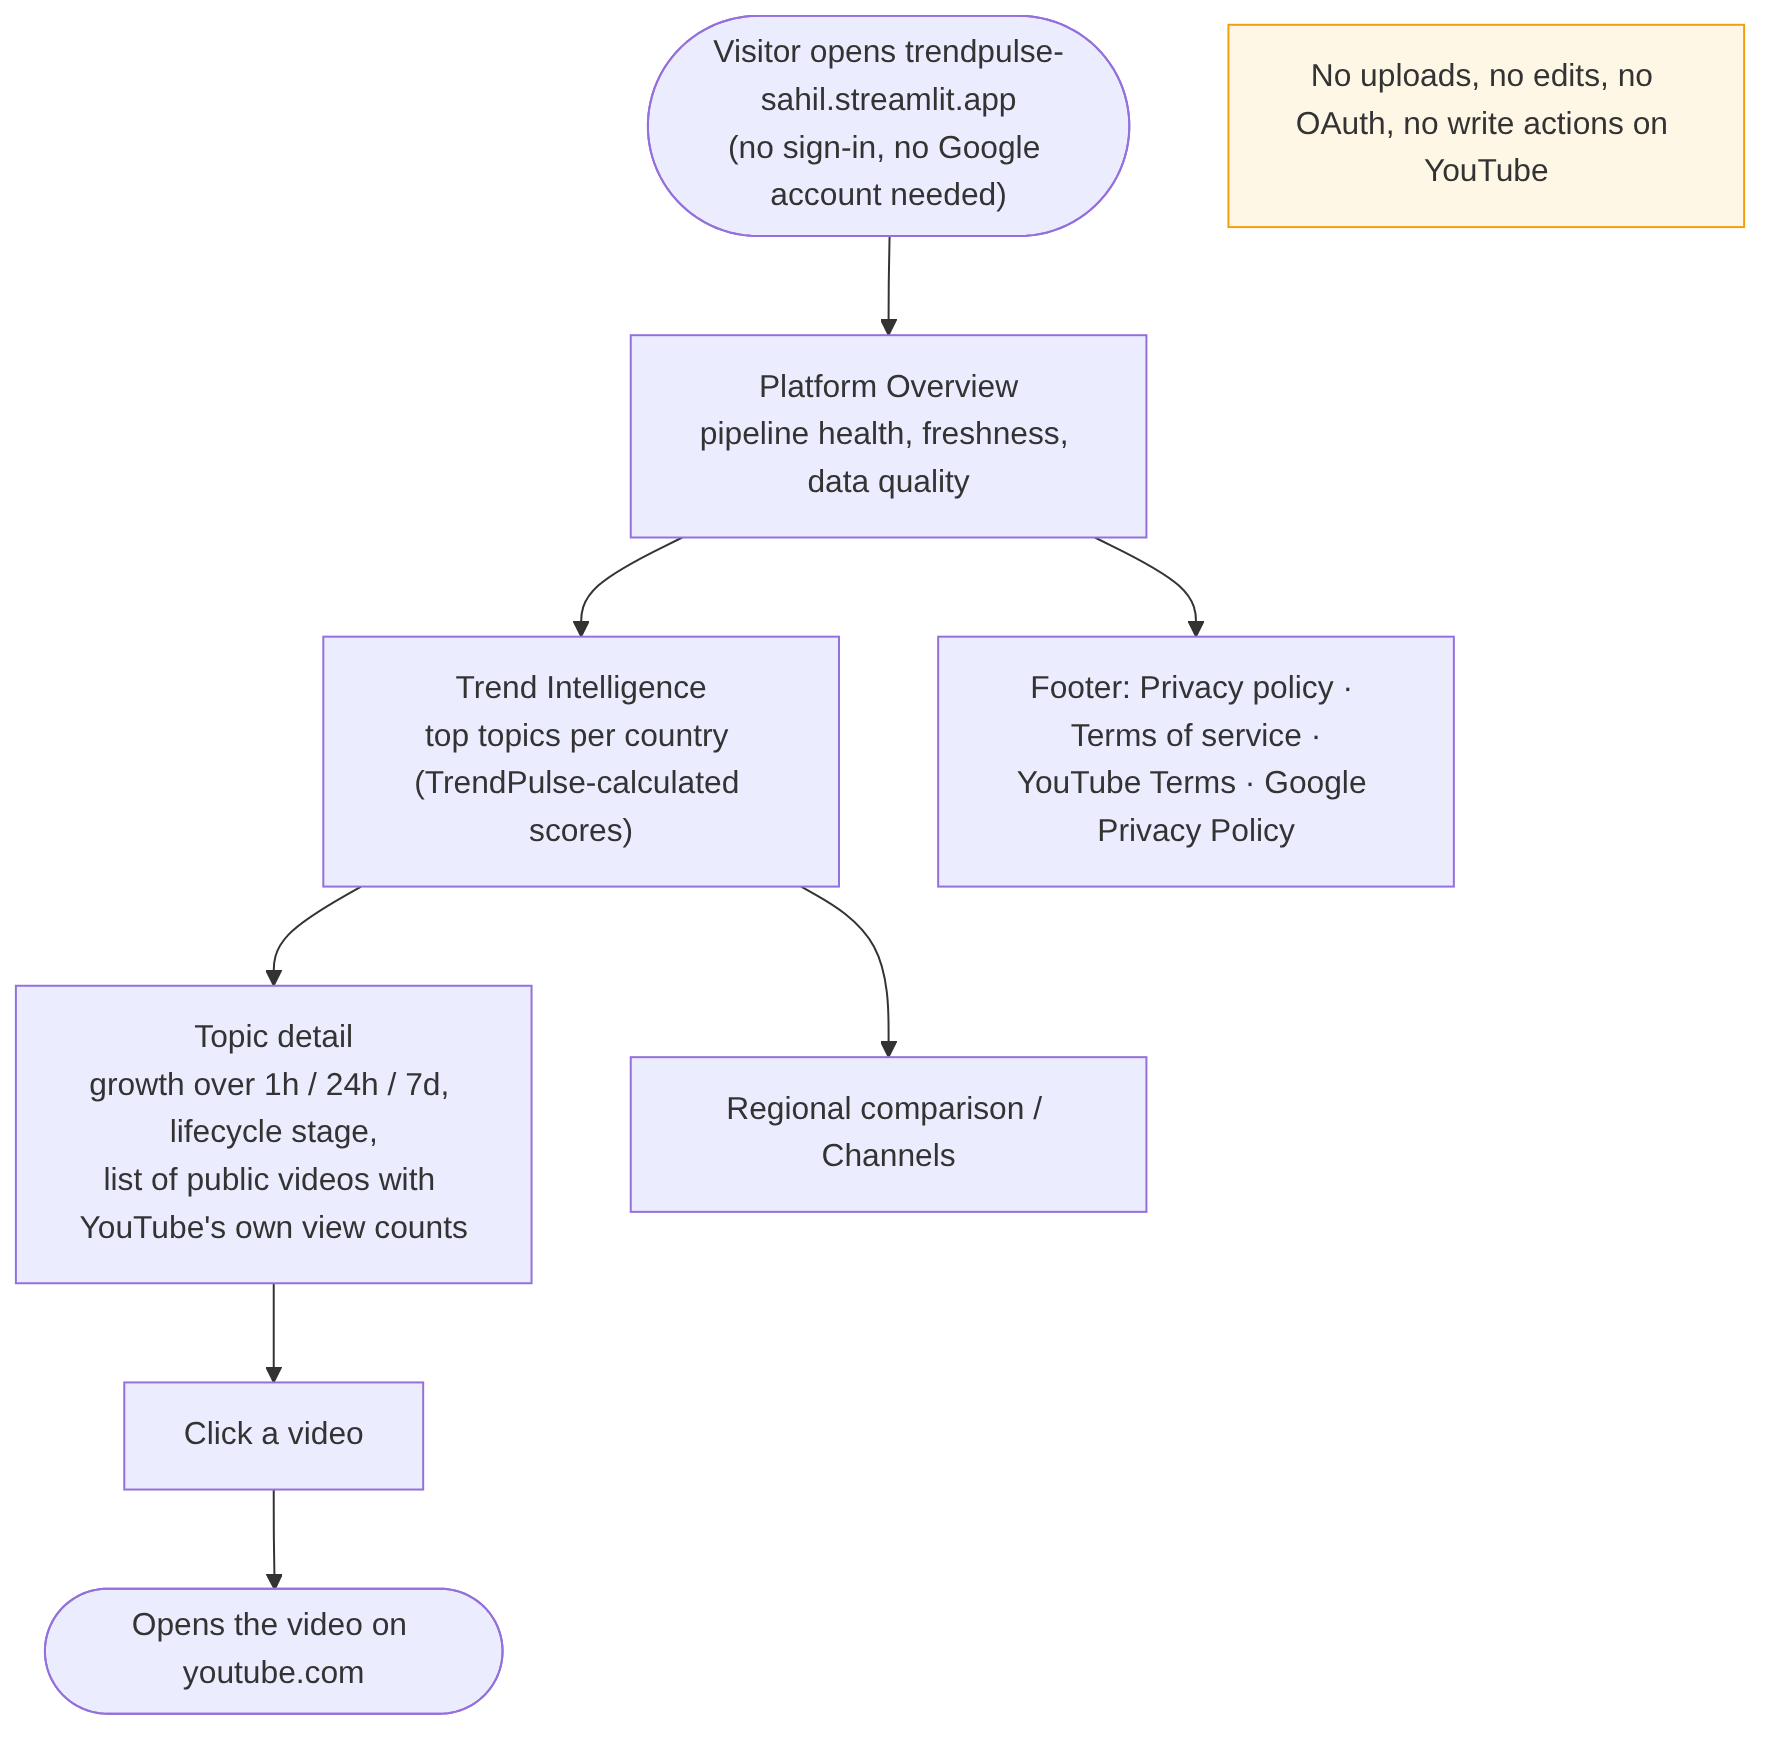 Visitor opens trendpulse-
sahil.streamlit.app
(no sign-in, no Google
account needed)
No uploads, no edits, no
OAuth, no write actions on
YouTube
Platform Overview
pipeline health, freshness,
data quality
Trend Intelligence
top topics per country
(TrendPulse-calculated
scores)
Footer: Privacy policy ·
Terms of service ·
YouTube Terms · Google
Privacy Policy
Topic detail
growth over 1h / 24h / 7d,
lifecycle stage,
list of public videos with
YouTube's own view counts
Regional comparison /
Channels
Click a video
Opens the video on
youtube.com